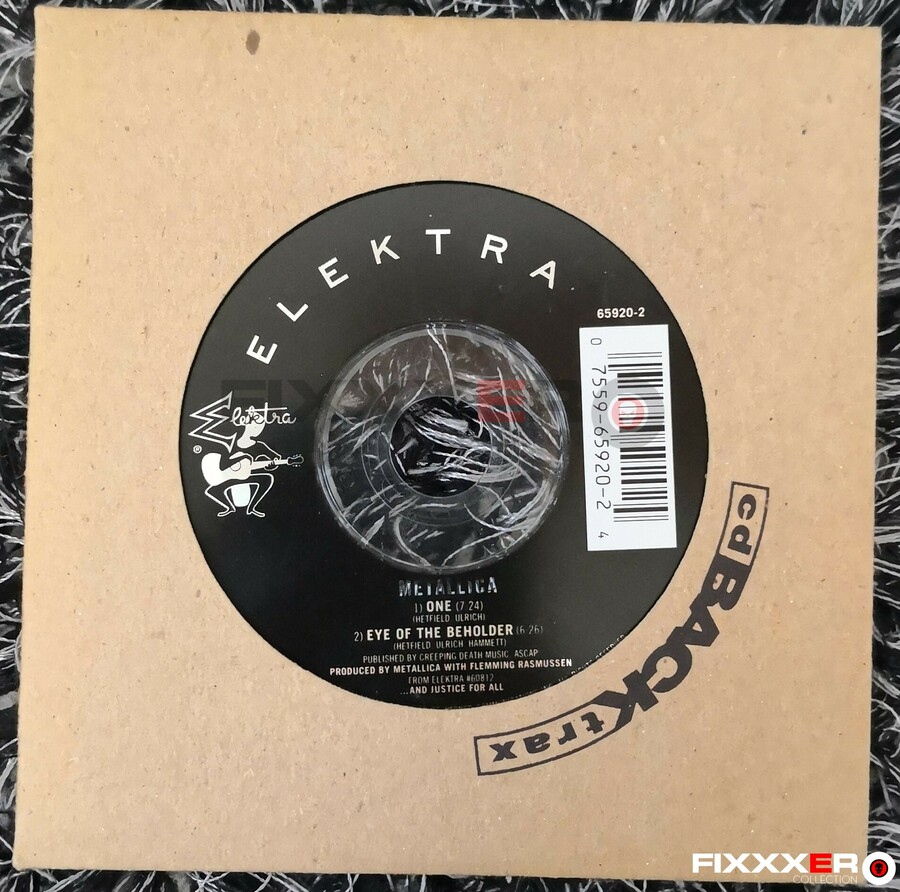 ELEKTRA
65920-2
0 7559-65920-2 4
elektra
®
METALLICA
1) ONE (7 24)
(HETFIELD ULRICH)
2) EYE OF THE BEHOLDER (6 26)
(HETFIELD ULRICH HAMMETT)
PUBLISHED BY CREEPING DEATH MUSIC ASCAP
PRODUCED BY METALLICA WITH FLEMMING RASMUSSEN
FROM ELEKTRA #60812
...AND JUSTICE FOR ALL
cd BACKtrax
FIXXXERO
FIXXXERO
COLLECTION